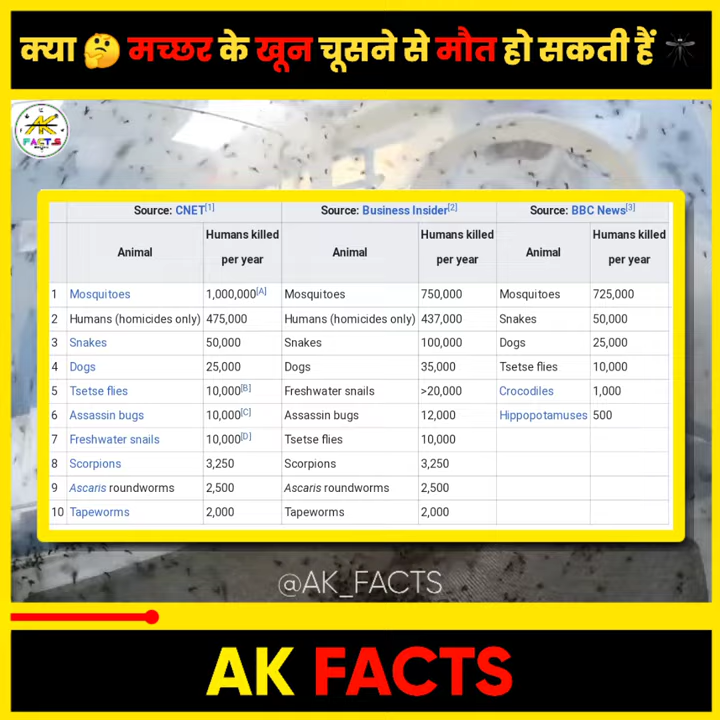 क्या 🤔 मच्छर के खून चूसने से मौत हो सकती हैं 🦟
AK
FACTS
Source: CNET[1] Source: Business Insider[2] Source: BBC News[3]
Animal Humans killed per year Animal Humans killed per year Animal Humans killed per year
1 Mosquitoes 1,000,000[A] Mosquitoes 750,000 Mosquitoes 725,000
2 Humans (homicides only) 475,000 Humans (homicides only) 437,000 Snakes 50,000
3 Snakes 50,000 Snakes 100,000 Dogs 25,000
4 Dogs 25,000 Dogs 35,000 Tsetse flies 10,000
5 Tsetse flies 10,000[B] Freshwater snails >20,000 Crocodiles 1,000
6 Assassin bugs 10,000[C] Assassin bugs 12,000 Hippopotamuses 500
7 Freshwater snails 10,000[D] Tsetse flies 10,000
8 Scorpions 3,250 Scorpions 3,250
9 Ascaris roundworms 2,500 Ascaris roundworms 2,500
10 Tapeworms 2,000 Tapeworms 2,000
@AK_FACTS
AK FACTS